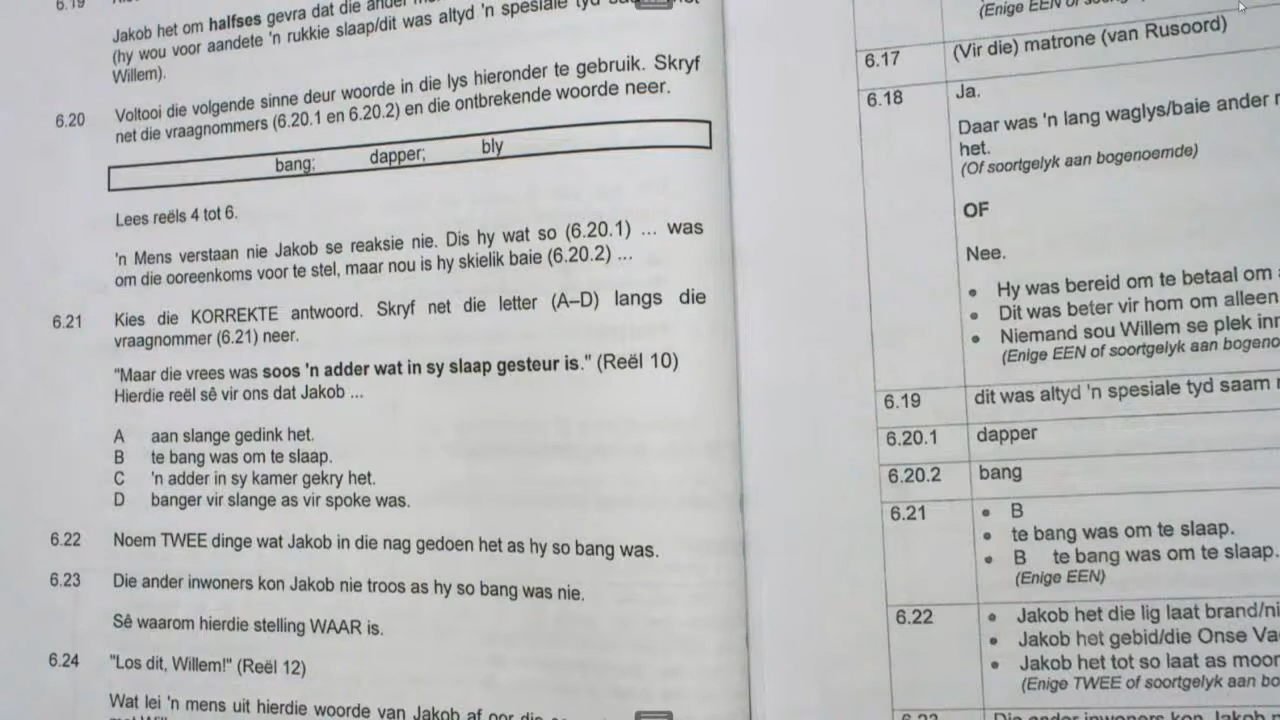 6.19
Jakob het om halfses gevra dat die ander
(hy wou voor aandete 'n rukkie slaap/dit was altyd 'n spesiale tyd
Willem).
6.20 Voltooi die volgende sinne deur woorde in die lys hieronder te gebruik. Skryf
net die vraagnommers (6.20.1 en 6.20.2) en die ontbrekende woorde neer.
bang; dapper; bly
Lees reëls 4 tot 6.
'n Mens verstaan nie Jakob se reaksie nie. Dis hy wat so (6.20.1) ... was
om die ooreenkoms voor te stel, maar nou is hy skielik baie (6.20.2) ...
6.21 Kies die KORREKTE antwoord. Skryf net die letter (A–D) langs die
vraagnommer (6.21) neer.
"Maar die vrees was soos 'n adder wat in sy slaap gesteur is." (Reël 10)
Hierdie reël sê vir ons dat Jakob ...
A aan slange gedink het.
B te bang was om te slaap.
C 'n adder in sy kamer gekry het.
D banger vir slange as vir spoke was.
6.22 Noem TWEE dinge wat Jakob in die nag gedoen het as hy so bang was.
6.23 Die ander inwoners kon Jakob nie troos as hy so bang was nie.
Sê waarom hierdie stelling WAAR is.
6.24 "Los dit, Willem!" (Reël 12)
Wat lei 'n mens uit hierdie woorde van Jakob af oor die
(Enige EEN of
6.17 (Vir die) matrone (van Rusoord)
6.18 Ja.
Daar was 'n lang waglys/baie ander
het.
(Of soortgelyk aan bogenoemde)
OF
Nee.
• Hy was bereid om te betaal om
• Dit was beter vir hom om alleen
• Niemand sou Willem se plek
(Enige EEN of soortgelyk aan
6.19 dit was altyd 'n spesiale tyd saam
6.20.1 dapper
6.20.2 bang
6.21 • B
• te bang was om te slaap.
• B te bang was om te slaap.
(Enige EEN)
6.22 • Jakob het die lig laat
• Jakob het gebid/die Onse
• Jakob het tot so laat as
(Enige TWEE of soortgelyk aan
Die ander inwoners kon Jakob